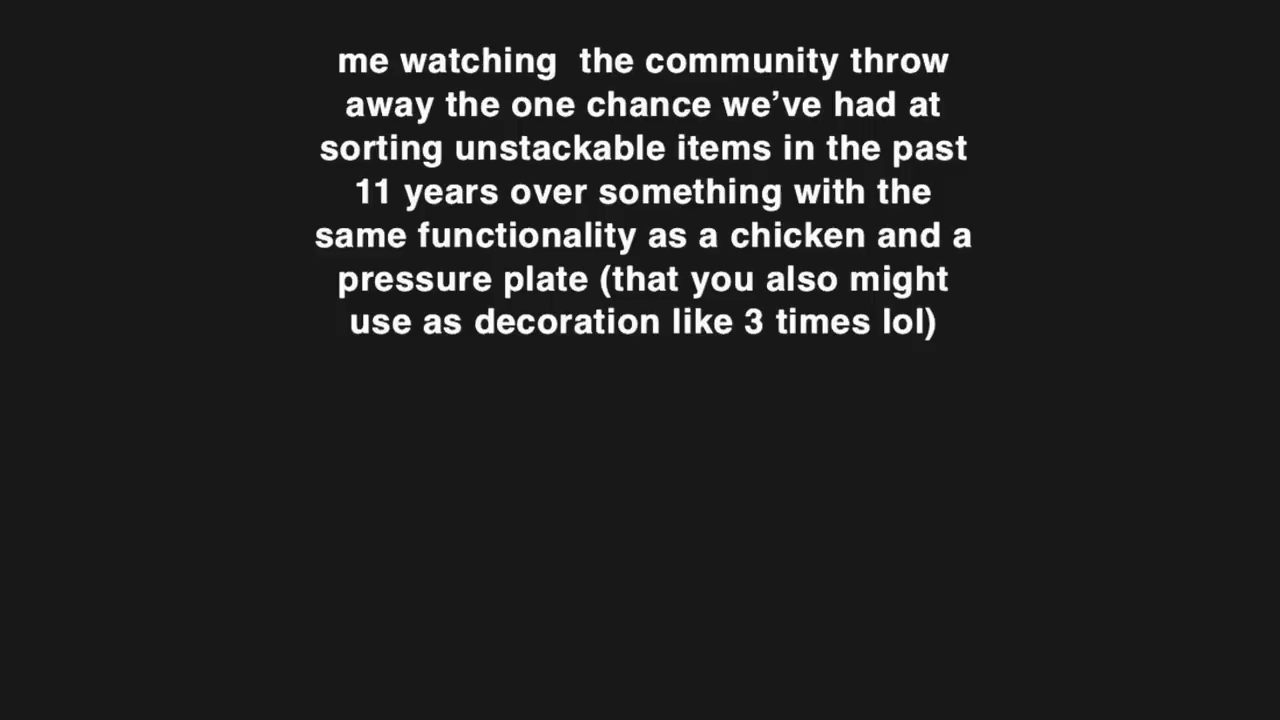 me watching  the community throw
away the one chance we’ve had at
sorting unstackable items in the past
11 years over something with the
same functionality as a chicken and a
pressure plate (that you also might
use as decoration like 3 times lol)